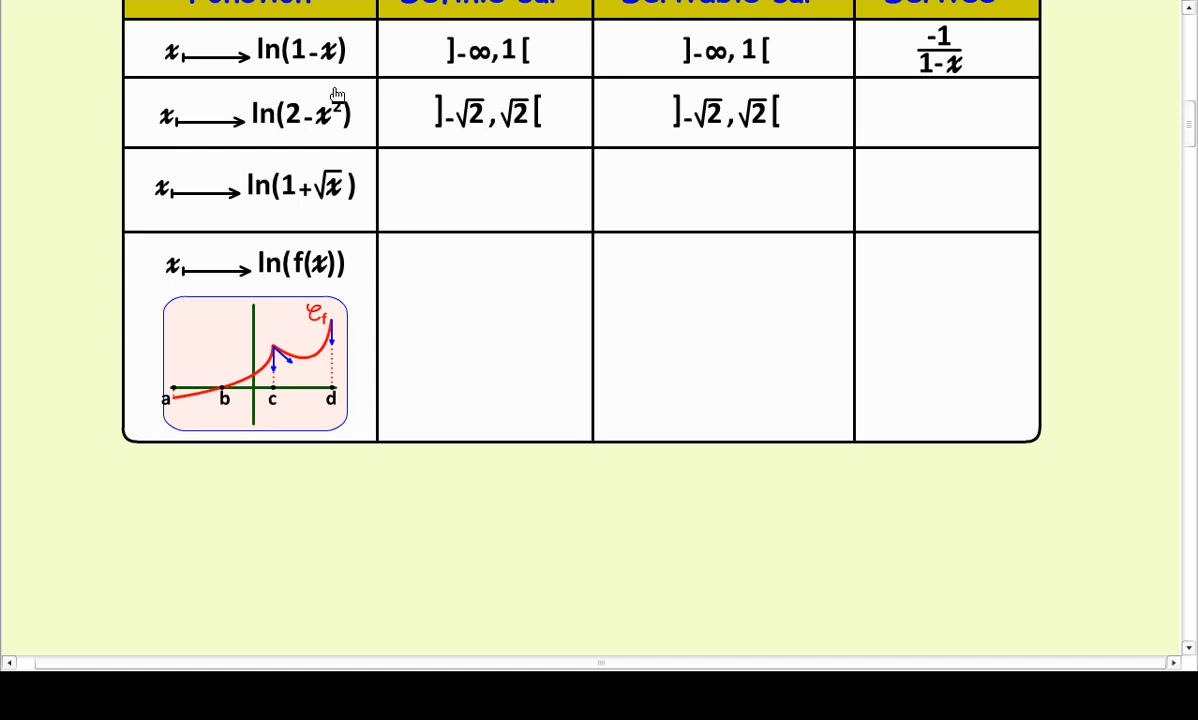 x ⟼ ln(1-x) ]-∞,1[ ]-∞,1[ -1/1-x
x ⟼ ln(2-x²) ]-√2,√2[ ]-√2,√2[
x ⟼ ln(1+√x)
x ⟼ ln(f(x))
𝒞f
a b c d